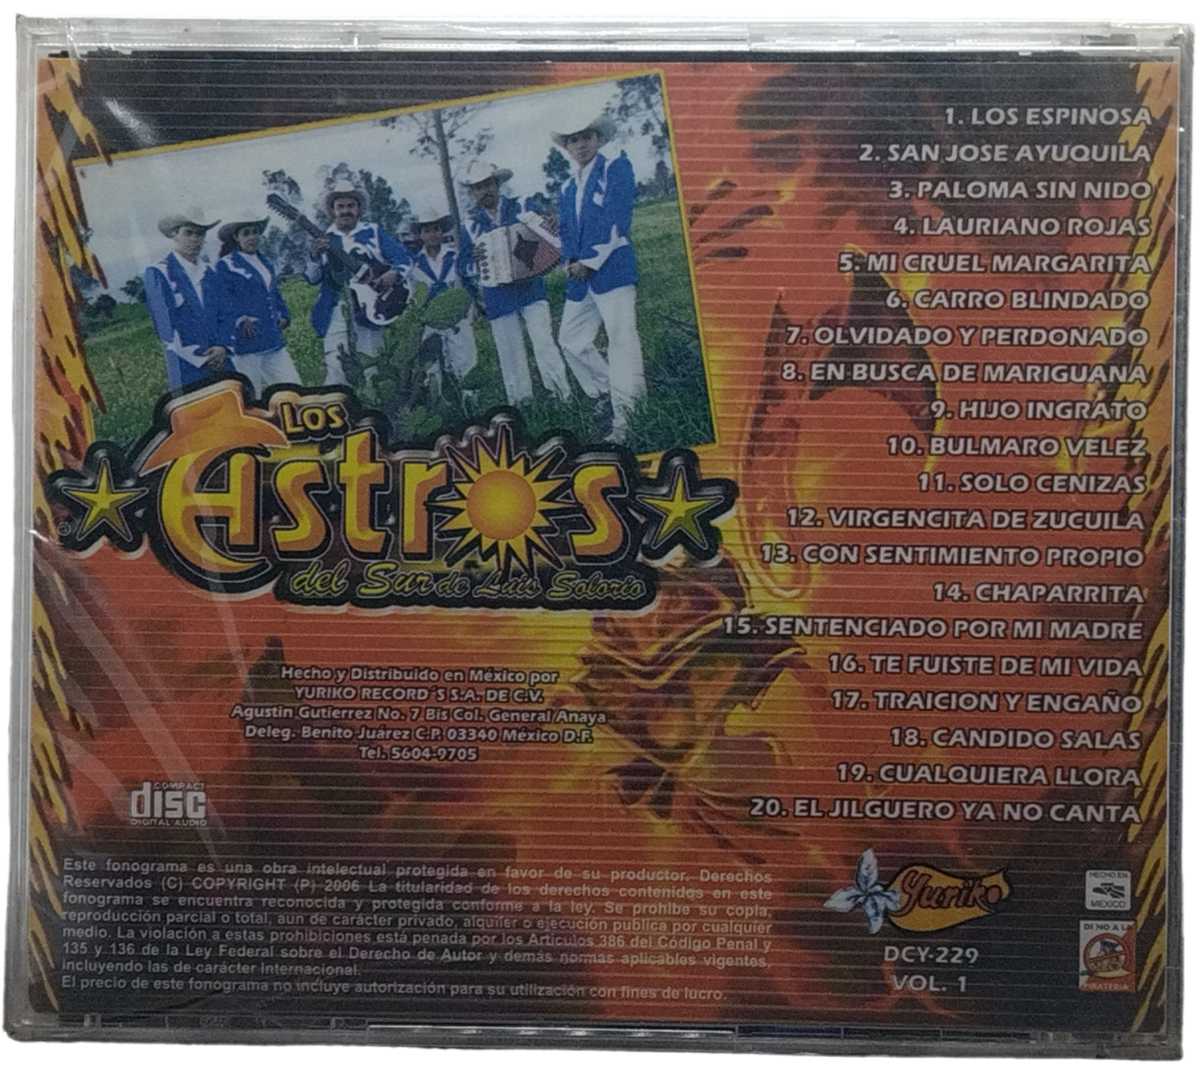 1. LOS ESPINOSA
2. SAN JOSE AYUQUILA
3. PALOMA SIN NIDO
4. LAURIANO ROJAS
5. MI CRUEL MARGARITA
6. CARRO BLINDADO
7. OLVIDADO Y PERDONADO
8. EN BUSCA DE MARIGUANA
9. HIJO INGRATO
10. BULMARO VELEZ
11. SOLO CENIZAS
12. VIRGENCITA DE ZUCUILA
13. CON SENTIMIENTO PROPIO
14. CHAPARRITA
15. SENTENCIADO POR MI MADRE
16. TE FUISTE DE MI VIDA
17. TRAICION Y ENGAÑO
18. CANDIDO SALAS
19. CUALQUIERA LLORA
20. EL JILGUERO YA NO CANTA
LOS
Astros
del Sur de Luis Solorio
Hecho y Distribuido en México por
YURIKO RECORD´S S.A. DE C.V.
Agustin Gutierrez No. 7 Bis Col. General Anaya
Deleg. Benito Juárez C.P. 03340 México D.F.
Tel. 5604-9705
COMPACT
disc
DIGITAL AUDIO
Este fonograma es una obra intelectual protegida en favor de su productor. Derechos
Reservados (C) COPYRIGHT (P) 2006 La titularidad de los derechos contenidos en este
fonograma se encuentra reconocida y protegida conforme a la ley. Se prohibe su copia,
reproducción parcial o total, aun de carácter privado, alquiler o ejecución publica por cualquier
medio. La violación a estas prohibiciones está penada por los Artículos 386 del Código Penal y
135 y 136 de la Ley Federal sobre el Derecho de Autor y demás normas aplicables vigentes,
incluyendo las de carácter Internacional.
El precio de este fonograma no incluye autorización para su utilización con fines de lucro.
Yuriko
DCY-229
VOL. 1
HECHO EN
MEXICO
DI NO A LA
PIRATERIA